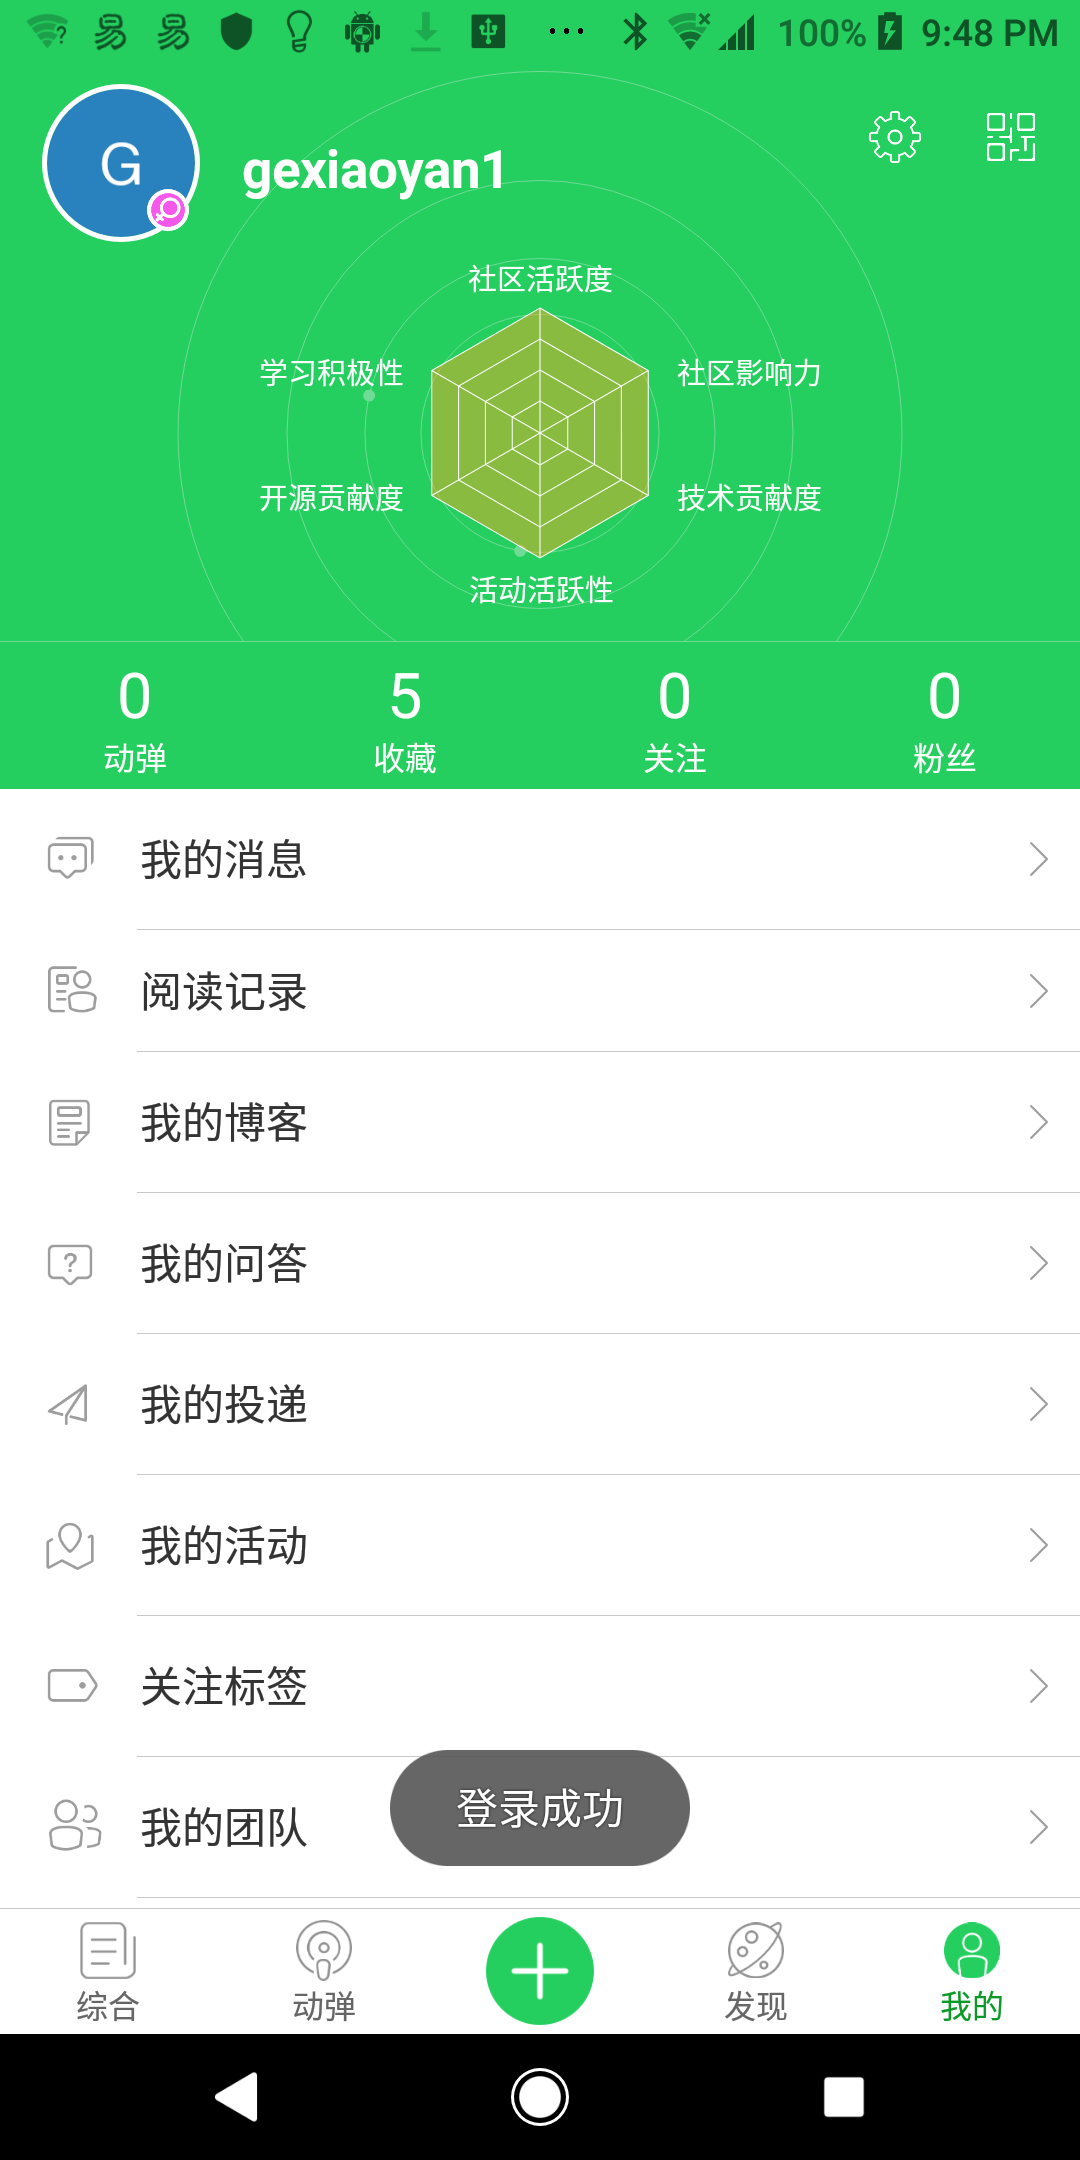 100% 9:48 PM
G
gexiaoyan1
社区活跃度
学习积极性
社区影响力
开源贡献度
技术贡献度
活动活跃性
0 5 0 0
动弹 收藏 关注 粉丝
我的消息
阅读记录
我的博客
我的问答
我的投递
我的活动
关注标签
我的团队
登录成功
综合 动弹 发现 我的